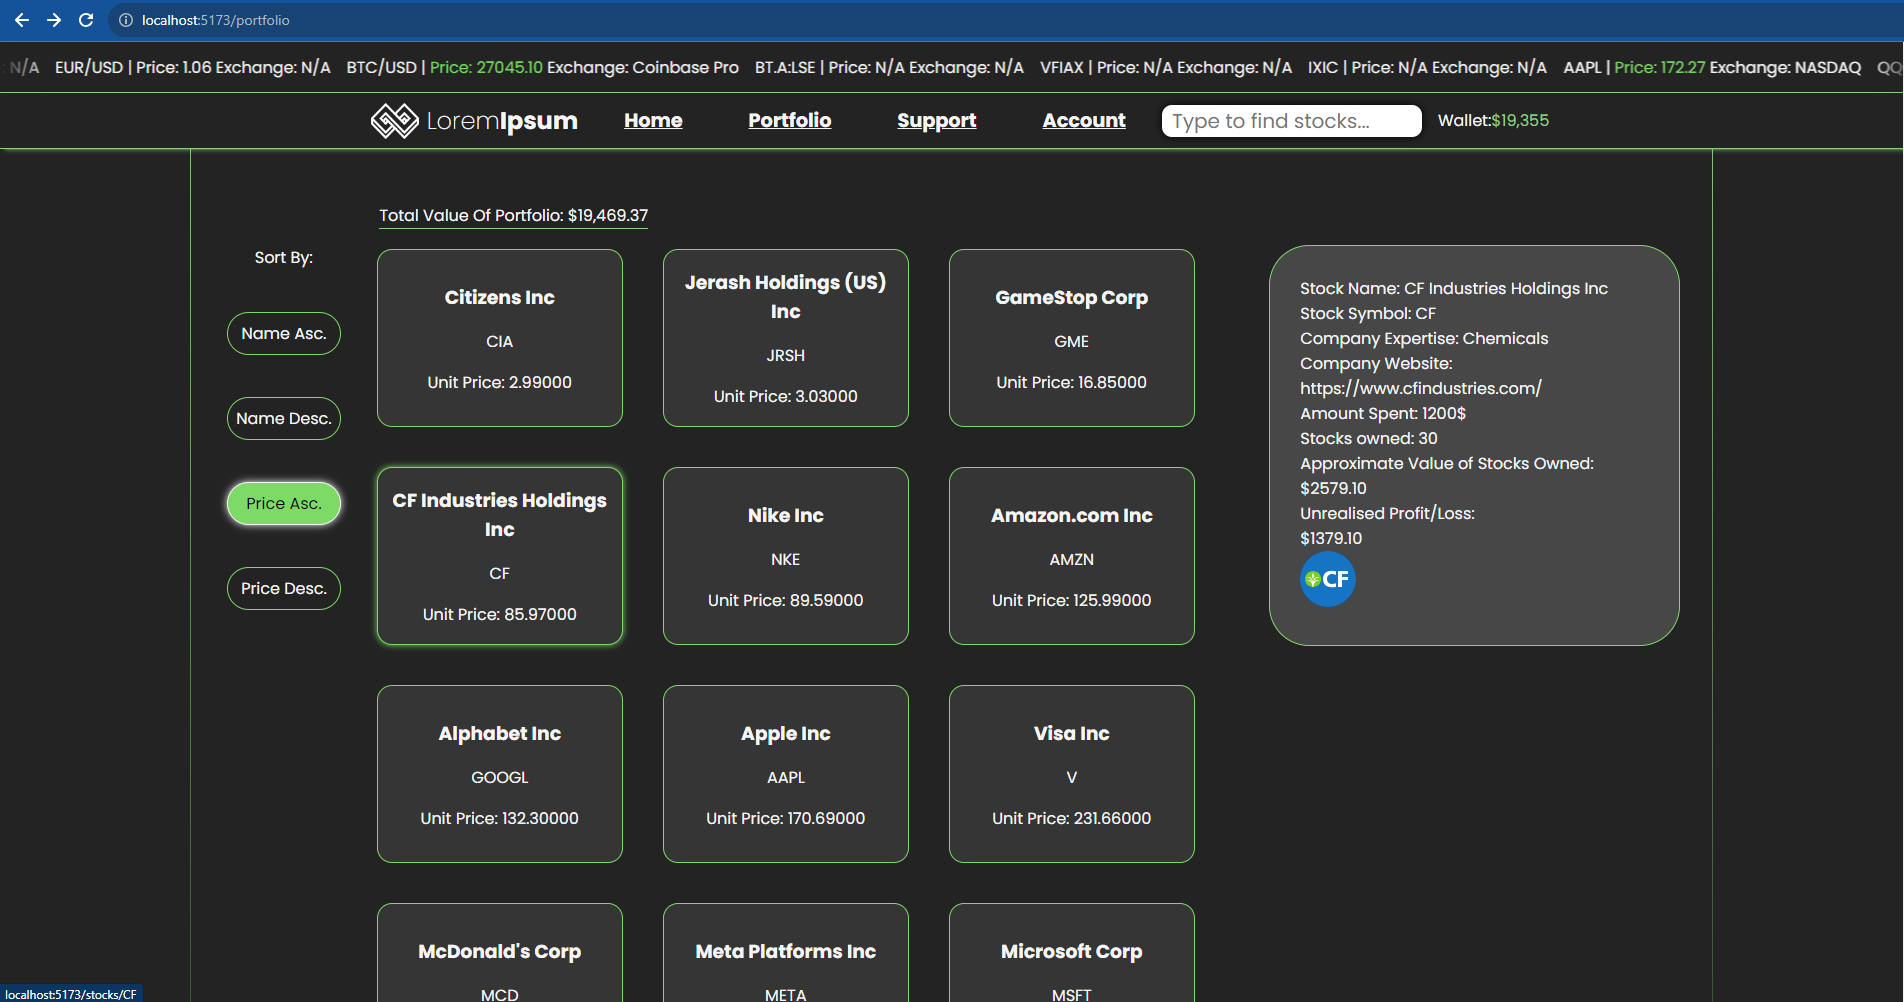 localhost:5173/portfolio
: N/A EUR/USD | Price: 1.06 Exchange: N/A BTC/USD | Price: 27045.10 Exchange: Coinbase Pro BT.A:LSE | Price: N/A Exchange: N/A VFIAX | Price: N/A Exchange: N/A IXIC | Price: N/A Exchange: N/A AAPL | Price: 172.27 Exchange: NASDAQ QQ
LoremIpsum Home Portfolio Support Account Type to find stocks... Wallet:$19,355
Total Value Of Portfolio: $19,469.37
Sort By:
Name Asc.
Name Desc.
Price Asc.
Price Desc.
Citizens Inc
CIA
Unit Price: 2.99000
Jerash Holdings (US)
Inc
JRSH
Unit Price: 3.03000
GameStop Corp
GME
Unit Price: 16.85000
CF Industries Holdings
Inc
CF
Unit Price: 85.97000
Nike Inc
NKE
Unit Price: 89.59000
Amazon.com Inc
AMZN
Unit Price: 125.99000
Alphabet Inc
GOOGL
Unit Price: 132.30000
Apple Inc
AAPL
Unit Price: 170.69000
Visa Inc
V
Unit Price: 231.66000
McDonald's Corp
MCD
Meta Platforms Inc
META
Microsoft Corp
MSFT
Stock Name: CF Industries Holdings Inc
Stock Symbol: CF
Company Expertise: Chemicals
Company Website:
https://www.cfindustries.com/
Amount Spent: 1200$
Stocks owned: 30
Approximate Value of Stocks Owned:
$2579.10
Unrealised Profit/Loss:
$1379.10
CF
localhost:5173/stocks/CF